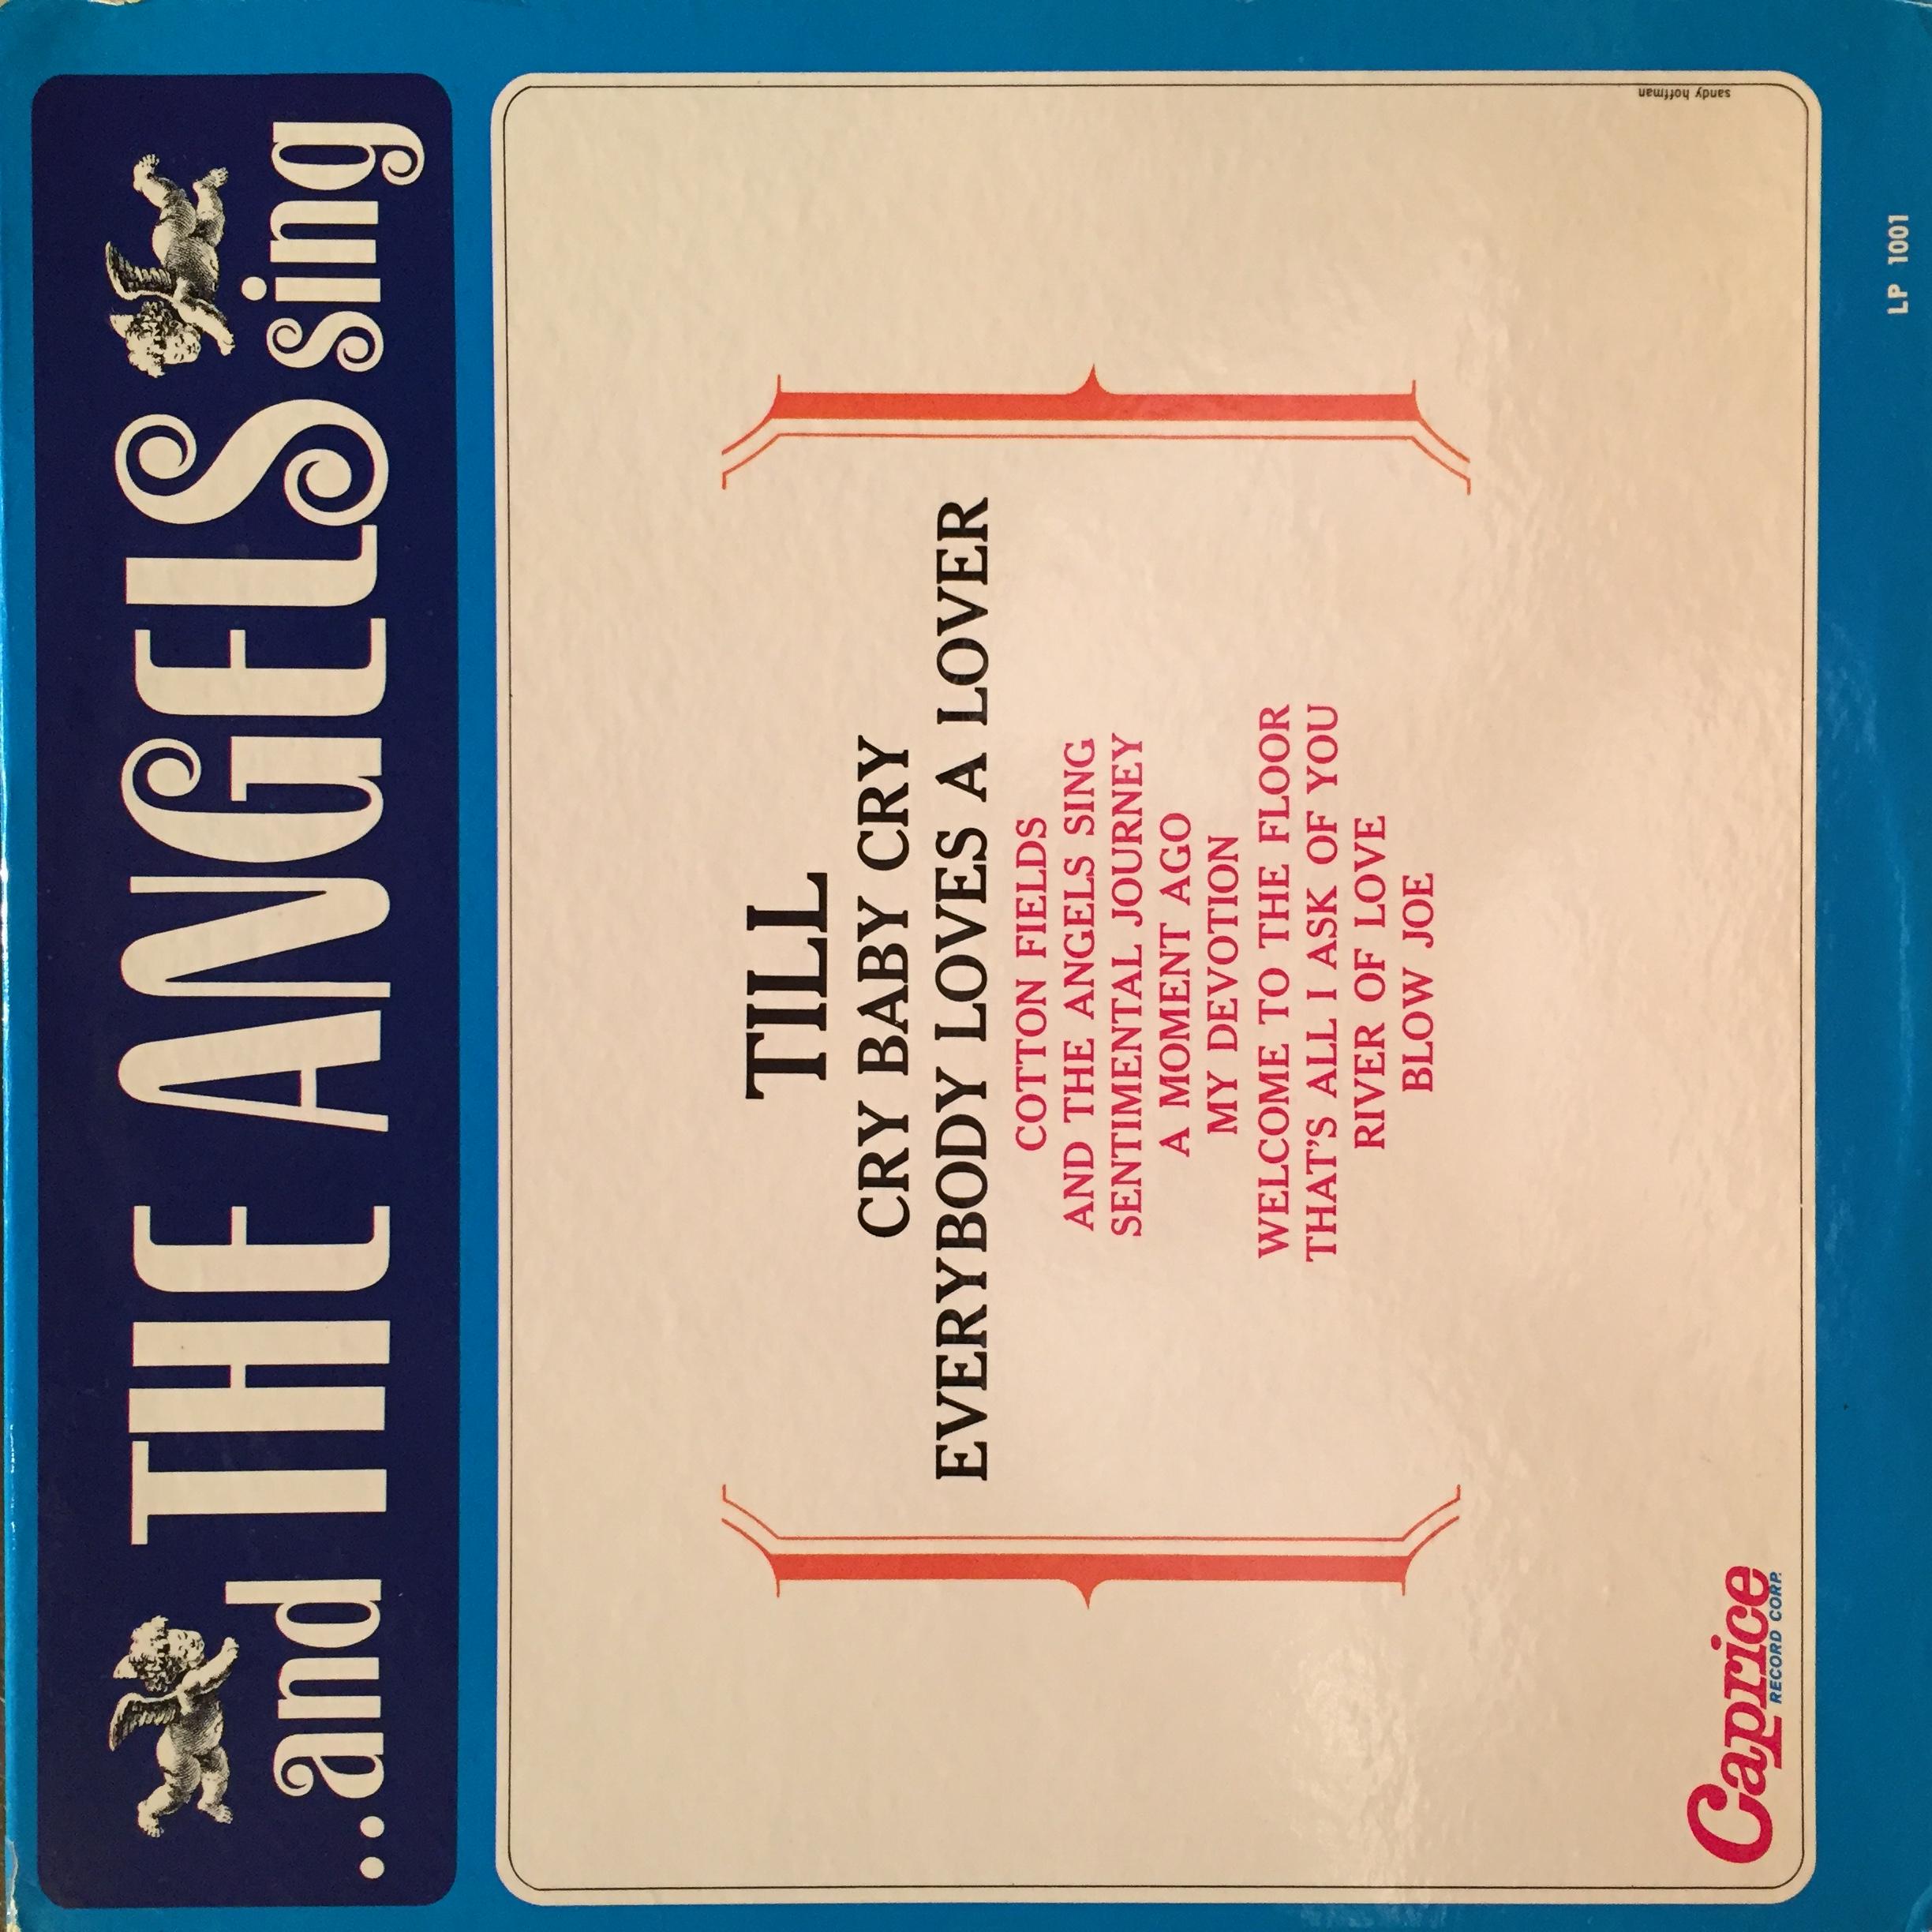 ...and THE ANGELS sing
TILL
CRY BABY CRY
EVERYBODY LOVES A LOVER
COTTON FIELDS
AND THE ANGELS SING
SENTIMENTAL JOURNEY
A MOMENT AGO
MY DEVOTION
WELCOME TO THE FLOOR
THAT'S ALL I ASK OF YOU
RIVER OF LOVE
BLOW JOE
sandy hoffman
Caprice
RECORD CORP.
LP 1001